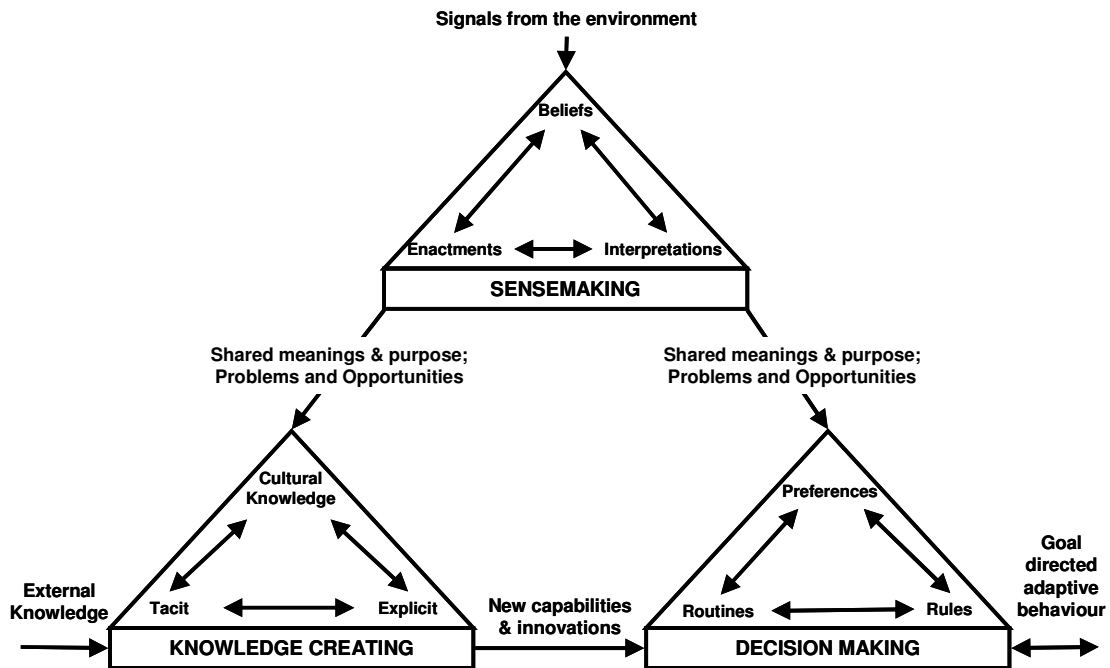 Signals from the environment
Beliefs
Enactments
Interpretations
SENSEMAKING
Shared meanings & purpose;
Problems and Opportunities
Shared meanings & purpose;
Problems and Opportunities
Cultural
Knowledge
Tacit
Explicit
External
Knowledge
KNOWLEDGE CREATING
New capabilities
& innovations
Preferences
Routines
Rules
DECISION MAKING
Goal
directed
adaptive
behaviour